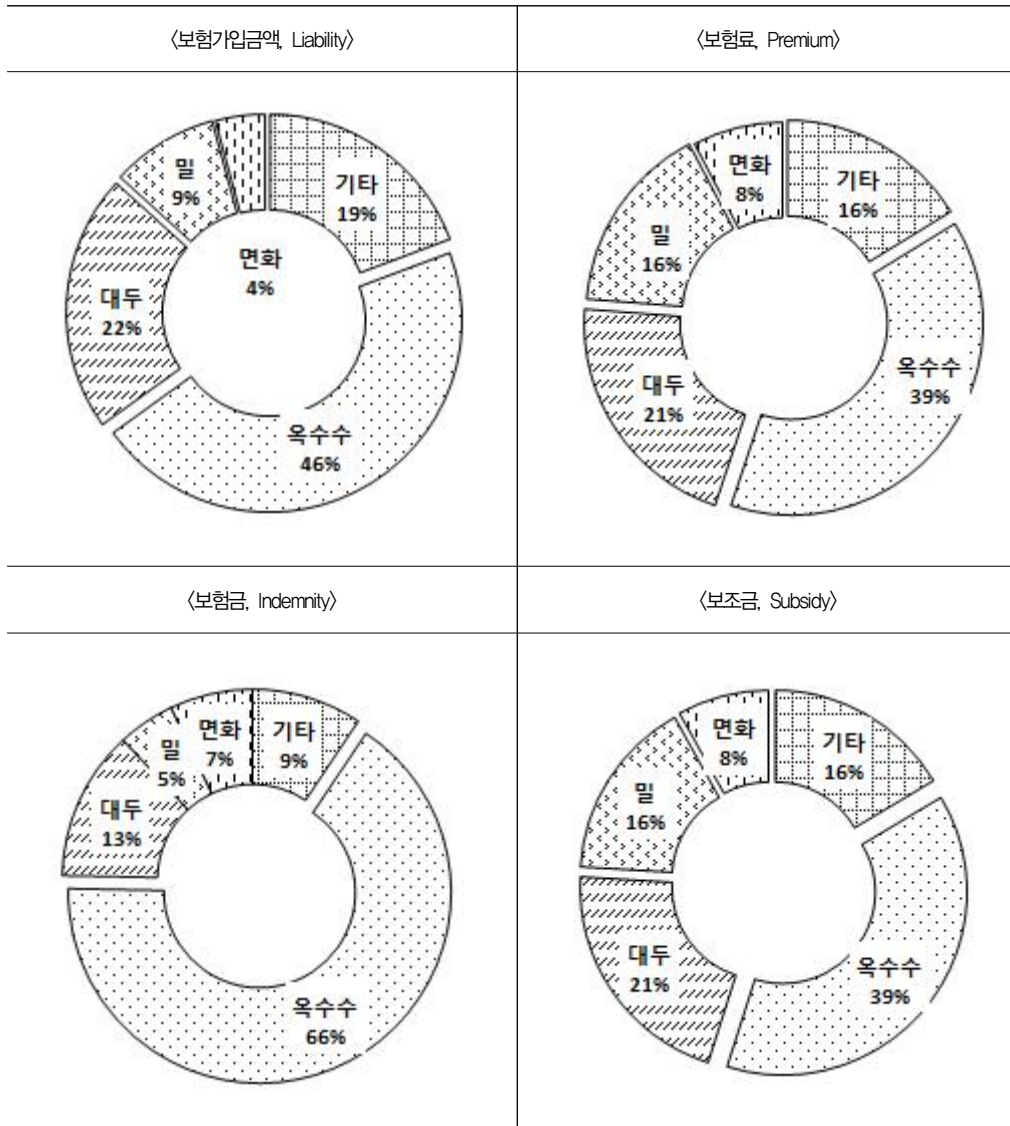 〈보험가입금액, Liability〉
〈보험료, Premium〉
밀
9%
기타
19%
면화
4%
대두
22%
옥수수
46%
면화
8%
기타
16%
밀
16%
옥수수
39%
대두
21%
〈보험금, Indemnity〉
〈보조금, Subsidy〉
면화
7%
기타
9%
밀
5%
대두
13%
옥수수
66%
면화
8%
기타
16%
밀
16%
대두
21%
옥수수
39%